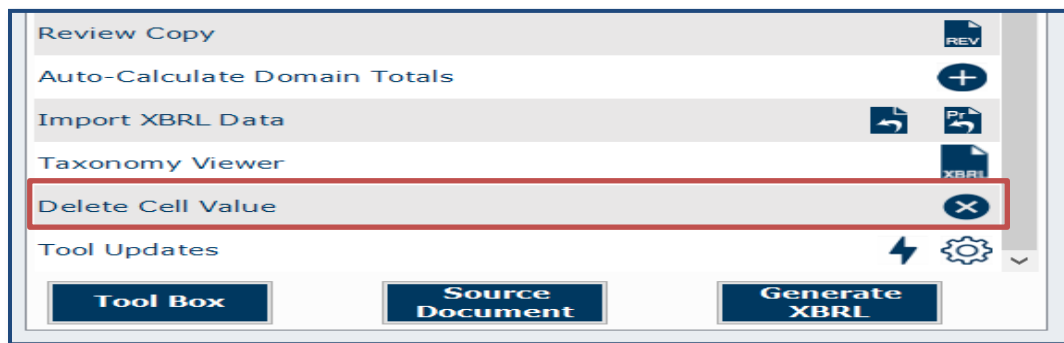 Review Copy
REV
Auto-Calculate Domain Totals
Import XBRL Data
Pr
Taxonomy Viewer
XBRL
Delete Cell Value
Tool Updates
Tool Box
Source
Document
Generate
XBRL